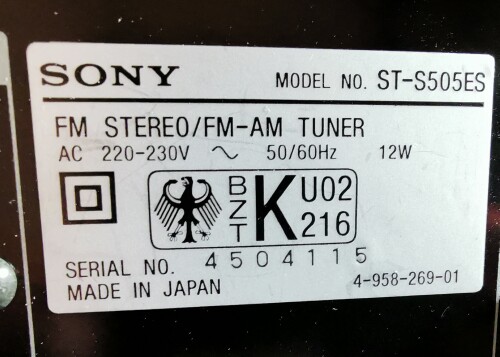 SONY MODEL NO. ST-S505ES
FM STEREO/FM-AM TUNER
AC 220-230V ~ 50/60Hz 12W
BZT K U02 216
SERIAL NO. 4504115
MADE IN JAPAN 4-958-269-01